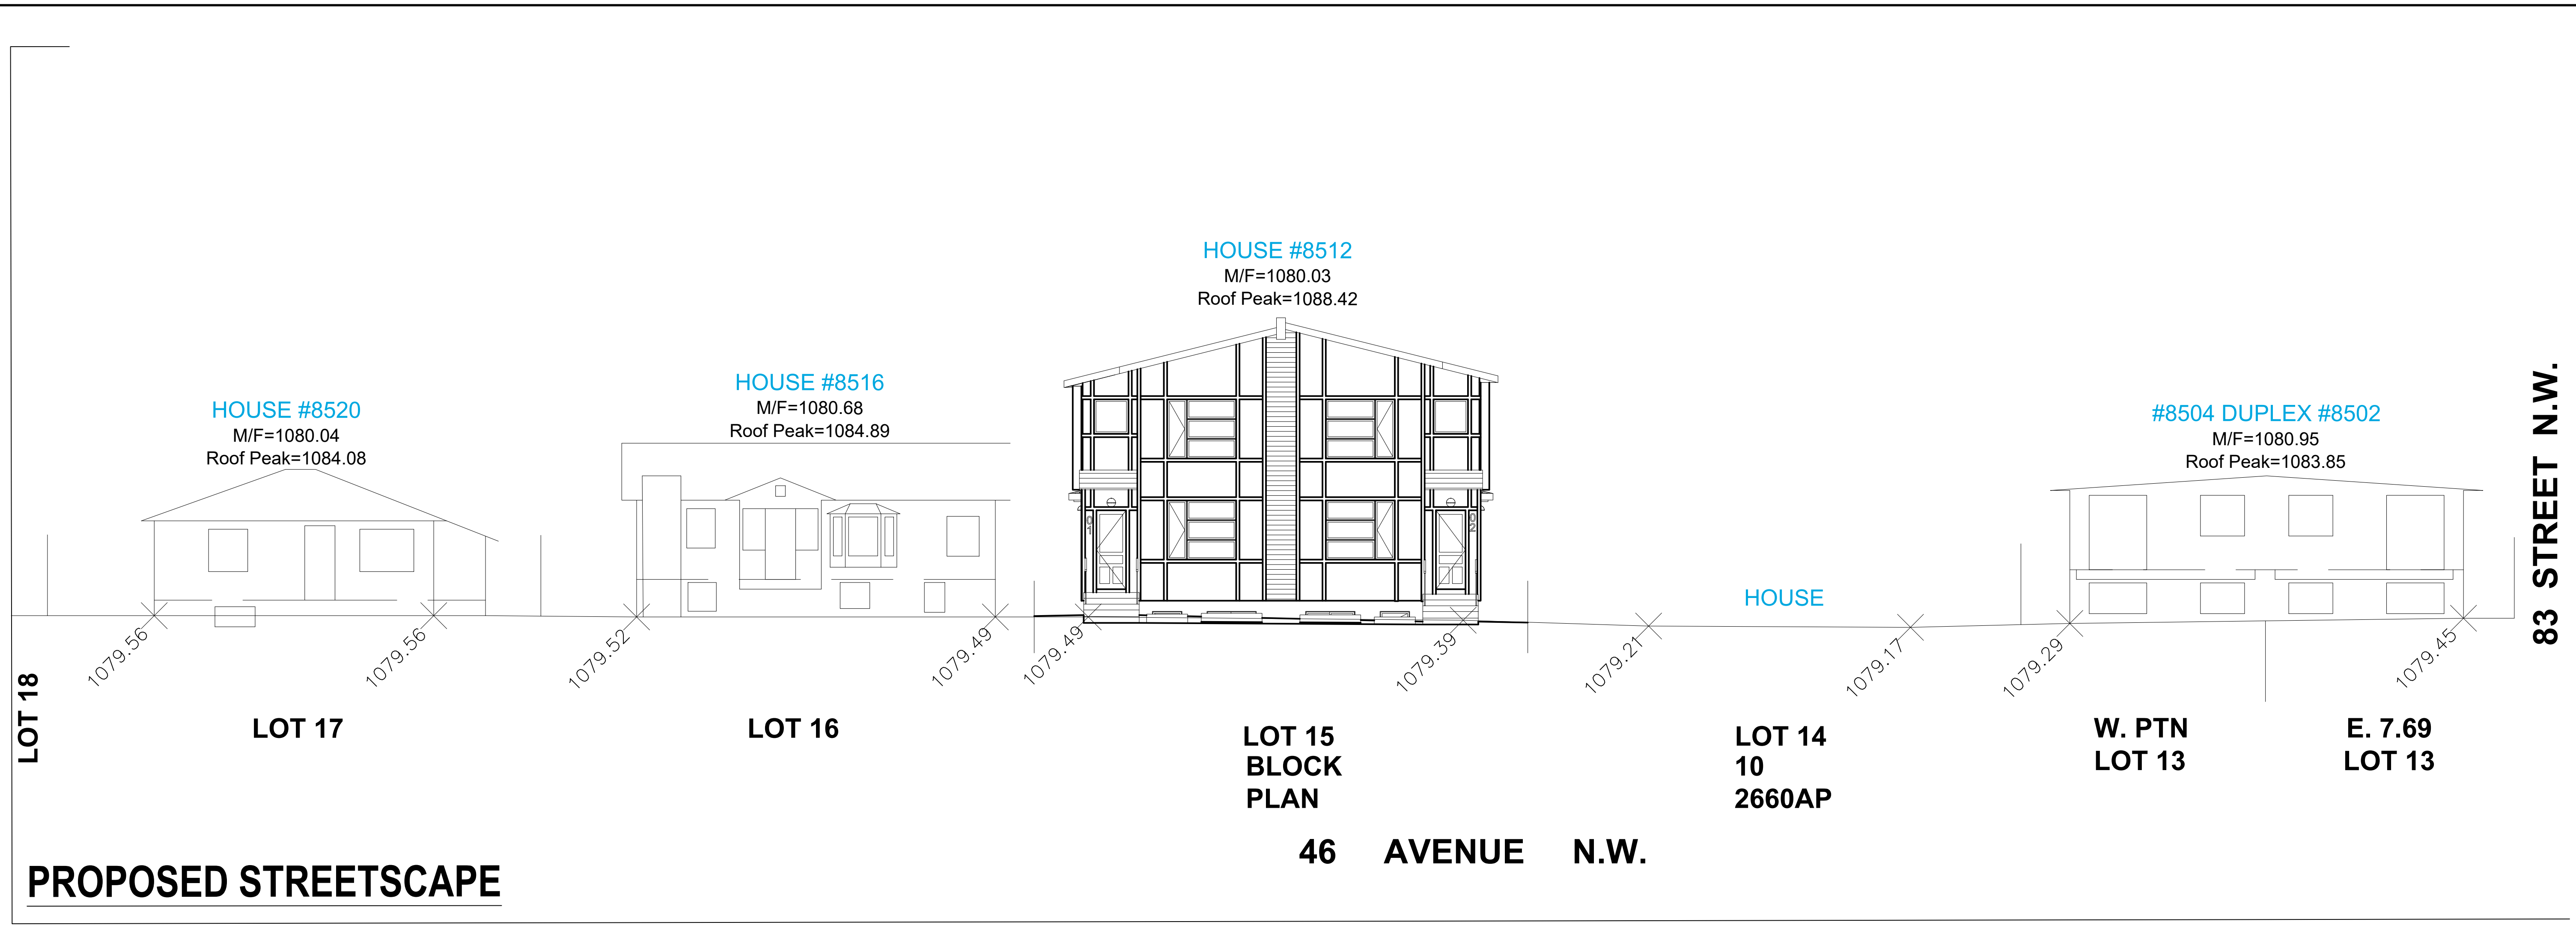 HOUSE #8512
M/F=1080.03
Roof Peak=1088.42
HOUSE #8516
M/F=1080.68
Roof Peak=1084.89
HOUSE #8520
M/F=1080.04
Roof Peak=1084.08
#8504 DUPLEX #8502
M/F=1080.95
Roof Peak=1083.85
01
02
HOUSE
83 STREET N.W.
1079.56
1079.56
1079.52
1079.49
1079.49
1079.39
1079.21
1079.17
1079.29
1079.45
LOT 18
LOT 17
LOT 16
LOT 15
BLOCK
PLAN
LOT 14
10
2660AP
W. PTN
LOT 13
E. 7.69
LOT 13
46 AVENUE N.W.
PROPOSED STREETSCAPE